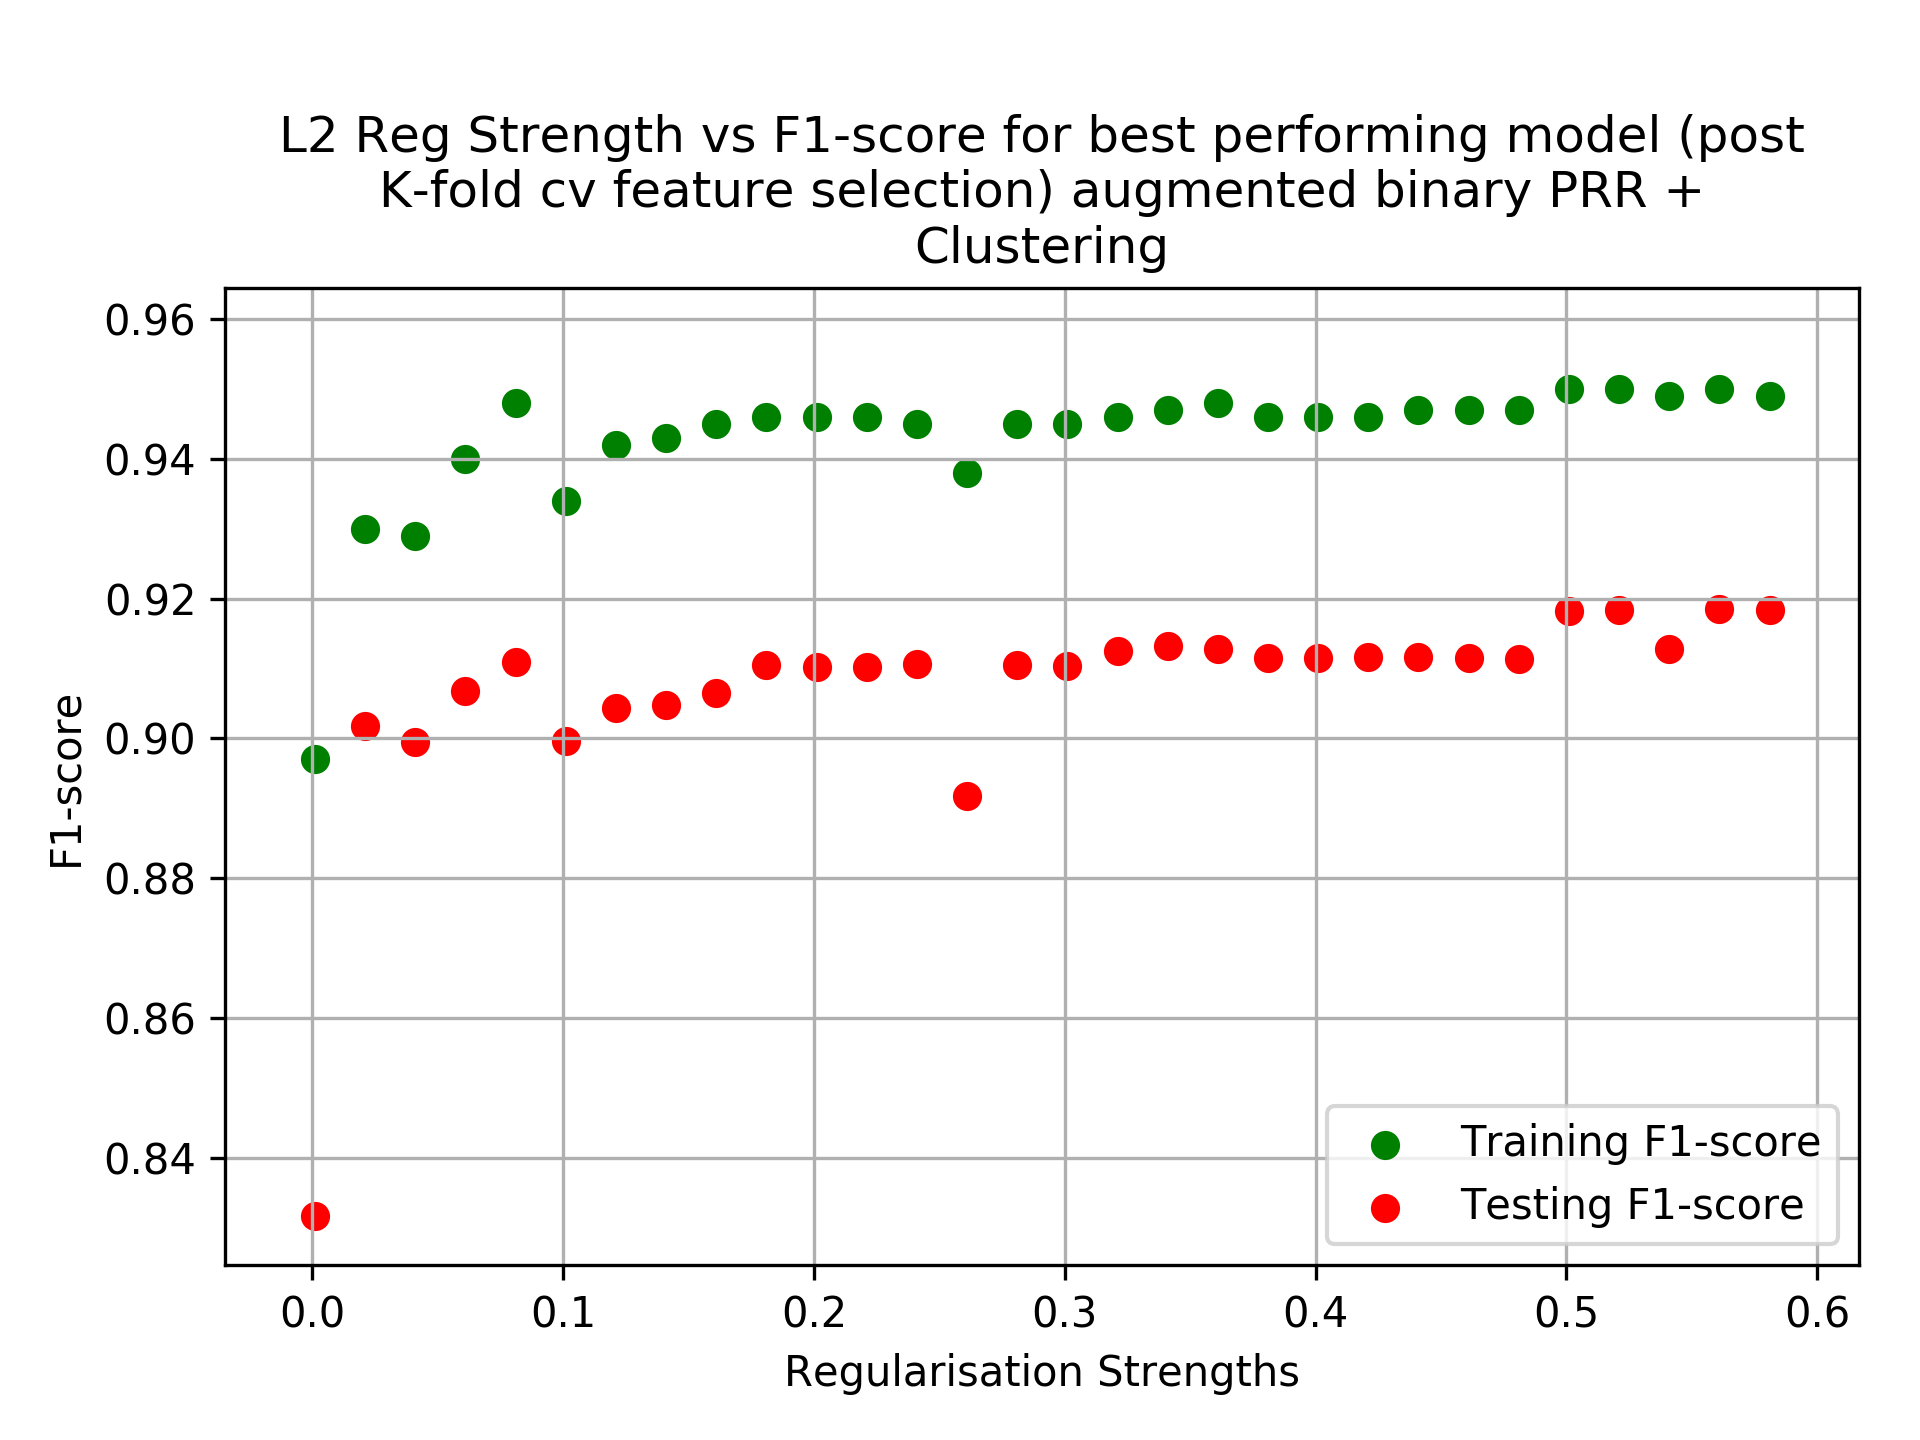 L2 Reg Strength vs F1-score for best performing model (post
K-fold cv feature selection) augmented binary PRR +
Clustering
0.96
0.94
0.92
0.90
0.88
0.86
0.84
F1-score
Training F1-score
Testing F1-score
0.0 0.1 0.2 0.3 0.4 0.5 0.6
Regularisation Strengths